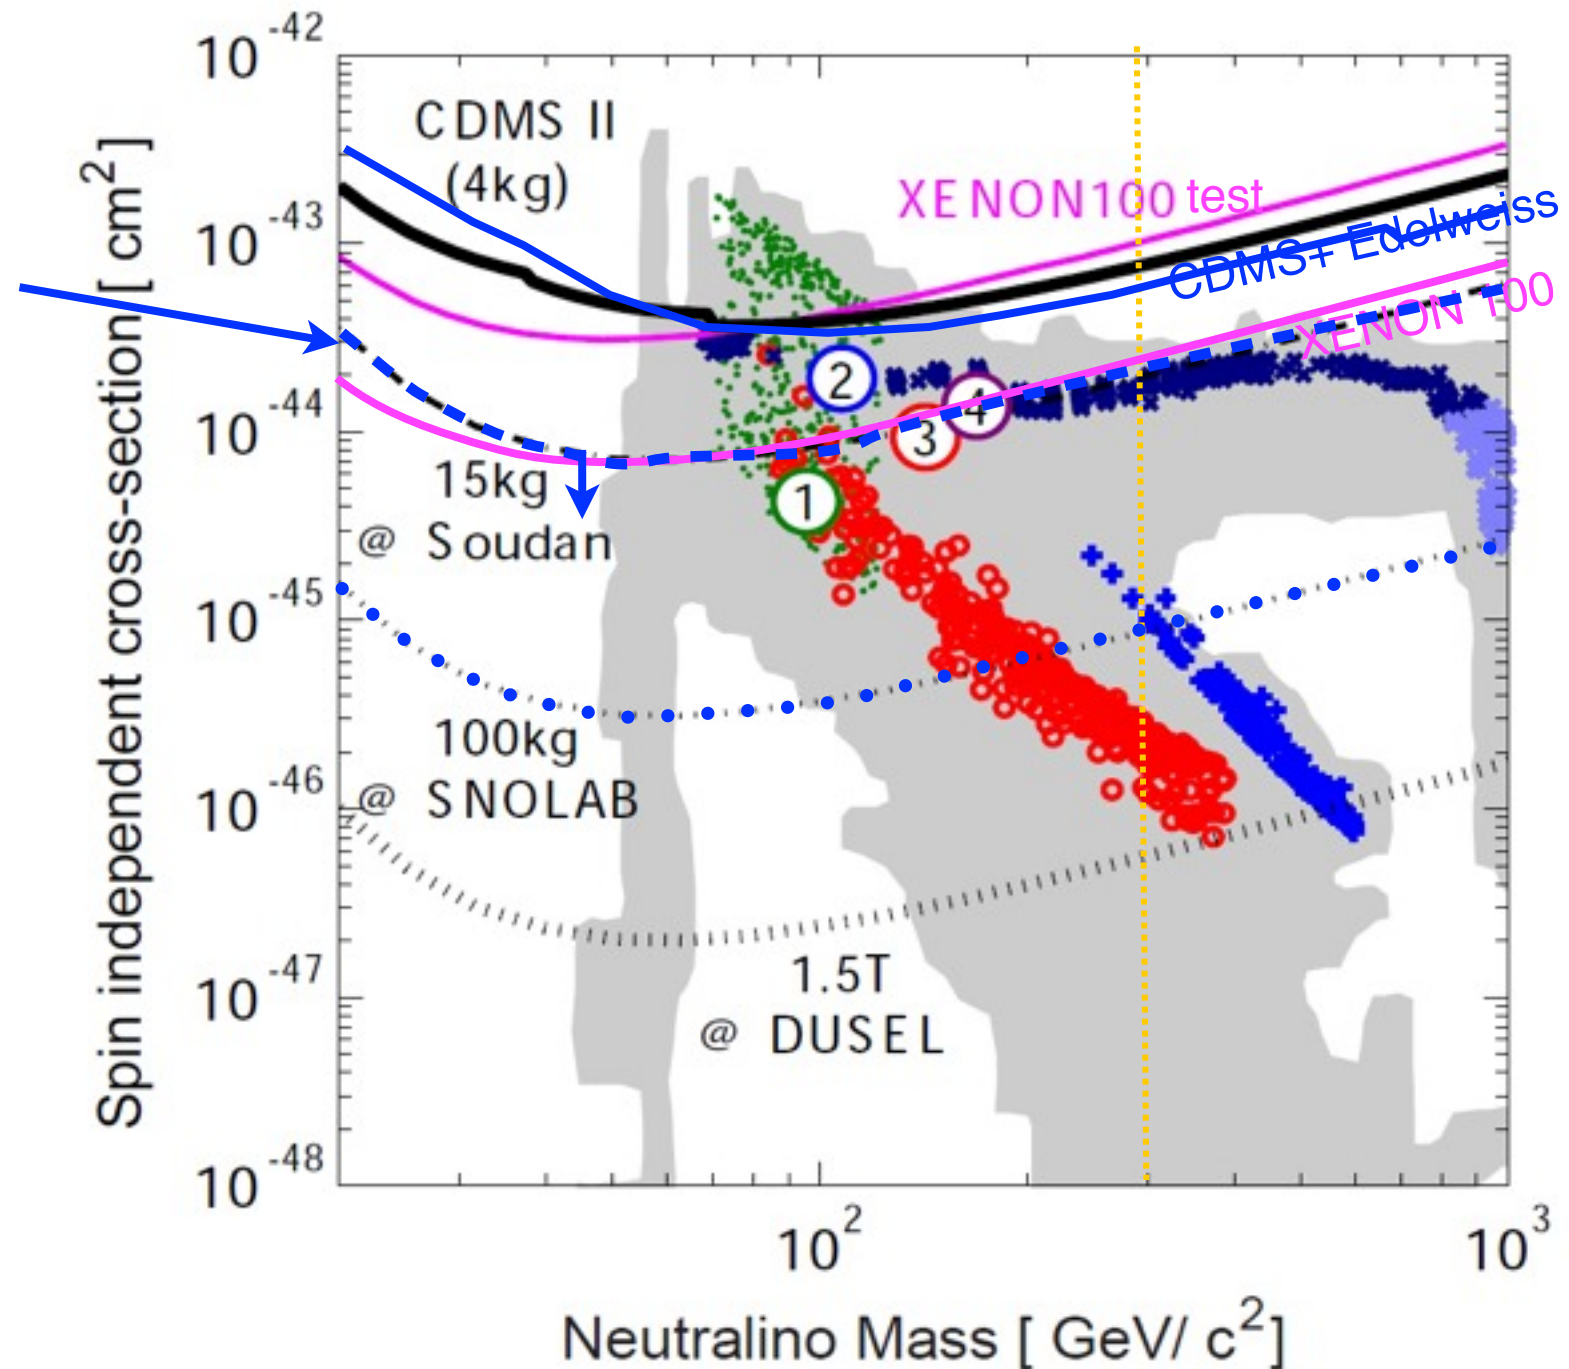 10^-42
10^-43
10^-44
10^-45
10^-46
10^-47
10^-48
Spin independent cross-section [ cm^2 ]
CDMS II
(4kg)
XENON100 test
CDMS+ Edelweiss
XENON 100
2
4
3
1
15kg
@ Soudan
100kg
@ SNOLAB
1.5T
@ DUSEL
10^2
10^3
Neutralino Mass [ GeV/ c^2]